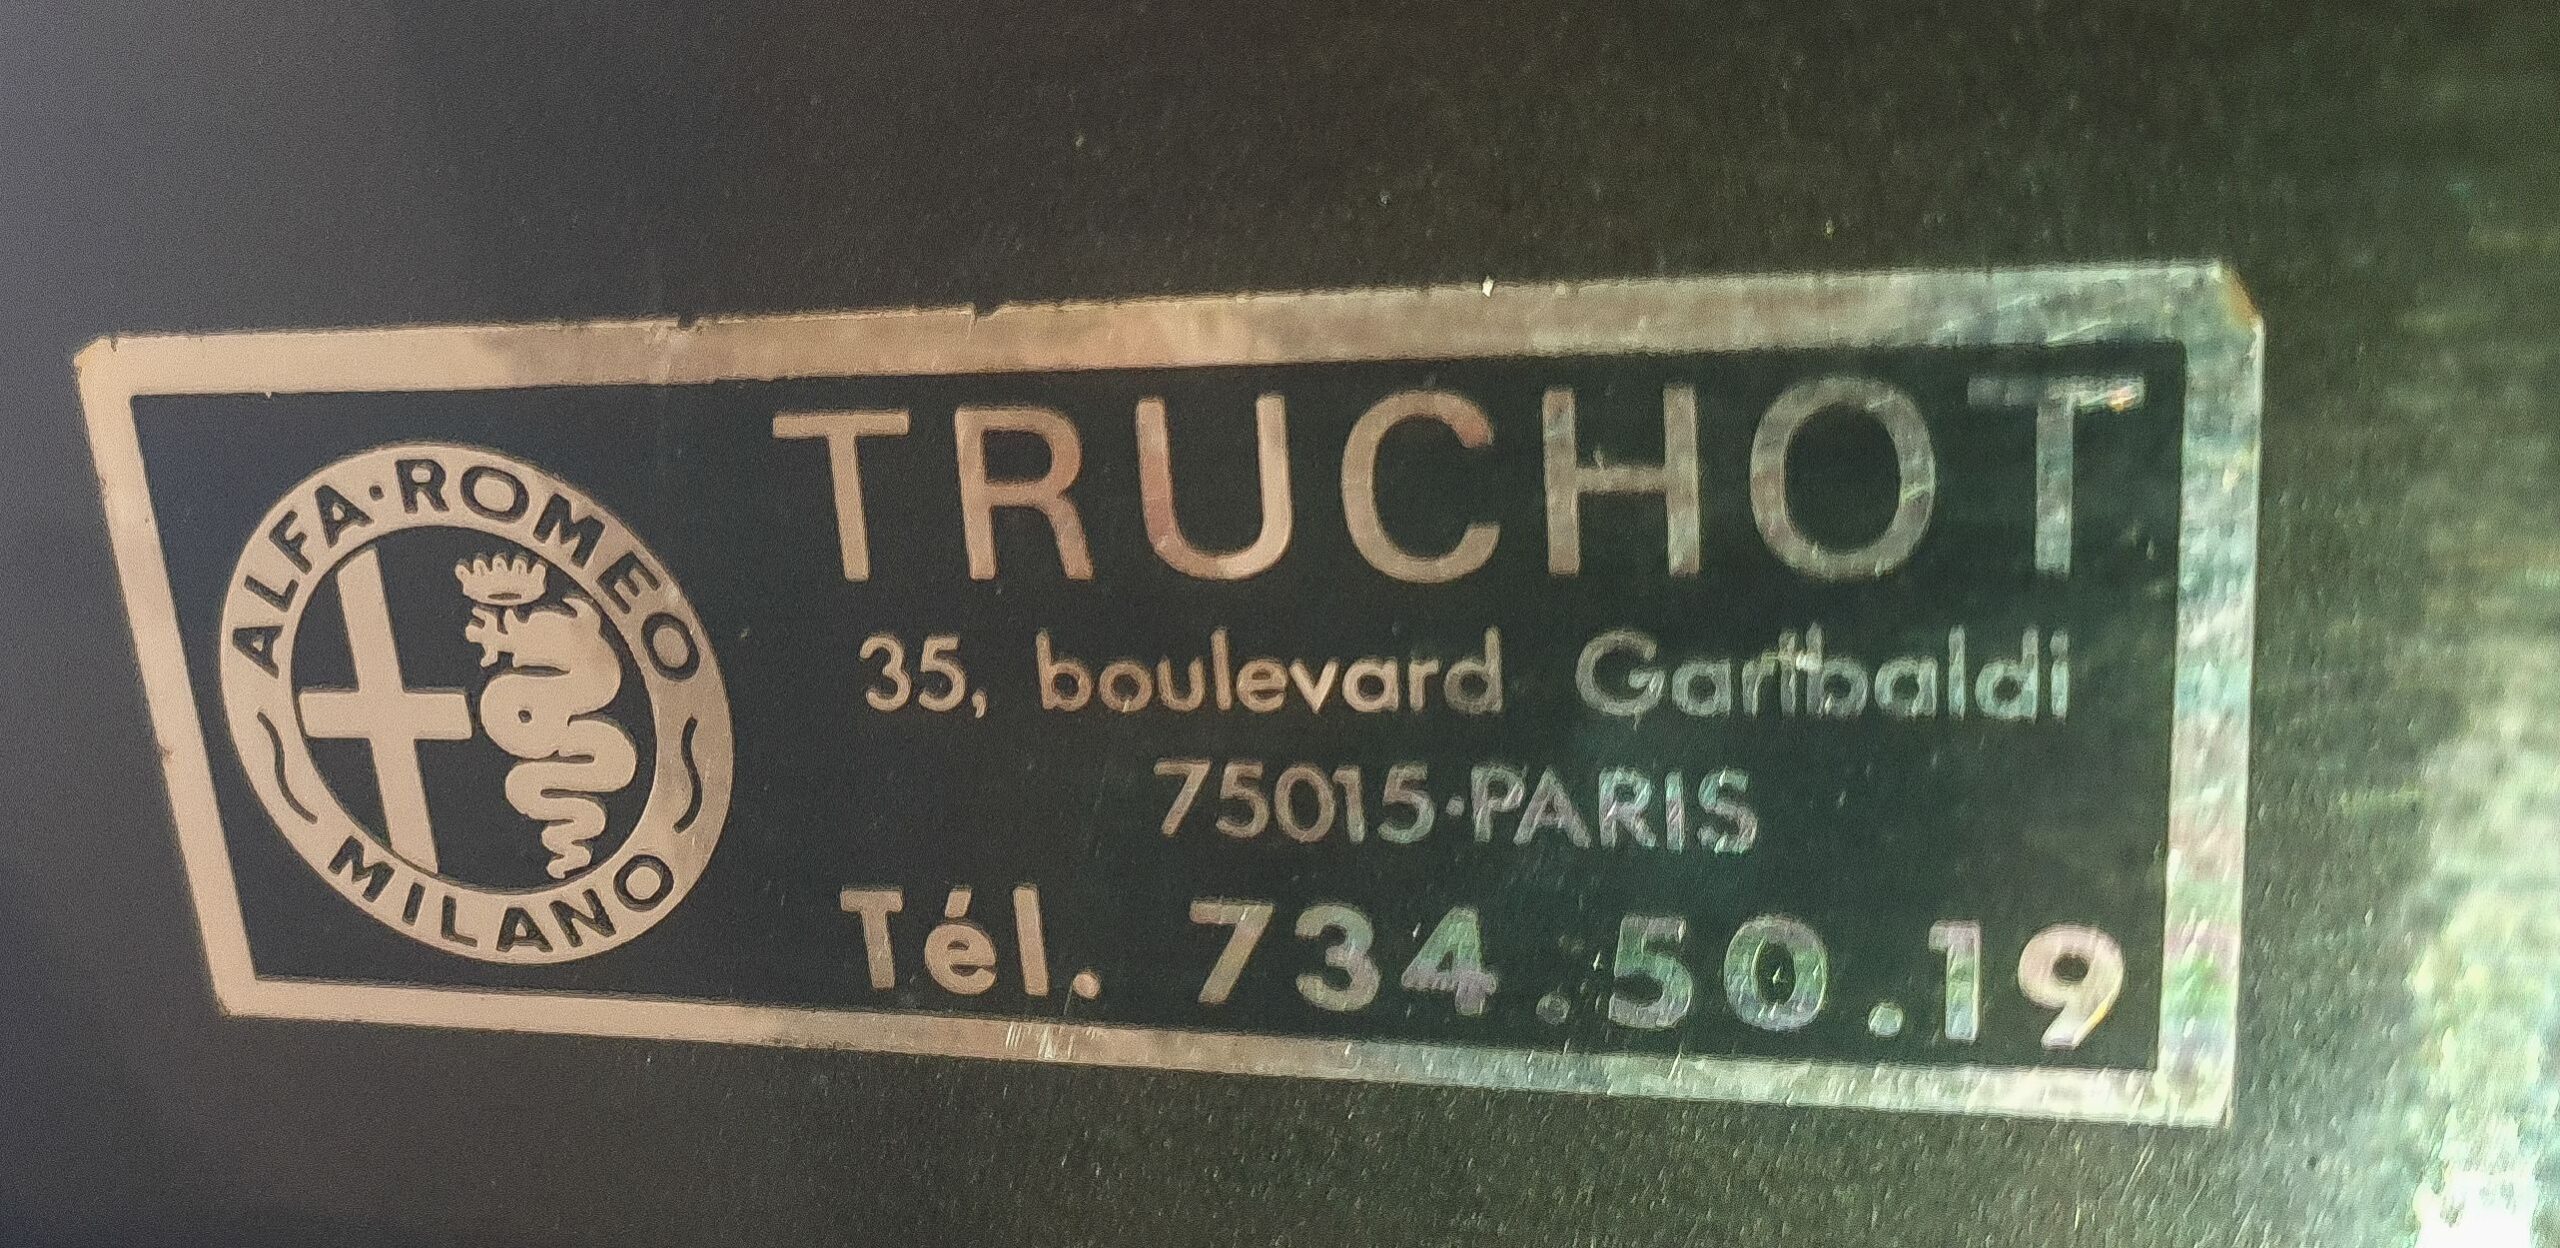 ALFA·ROMEO
MILANO
TRUCHOT
35, boulevard Garibaldi
75015·PARIS
Tél. 734.50.19